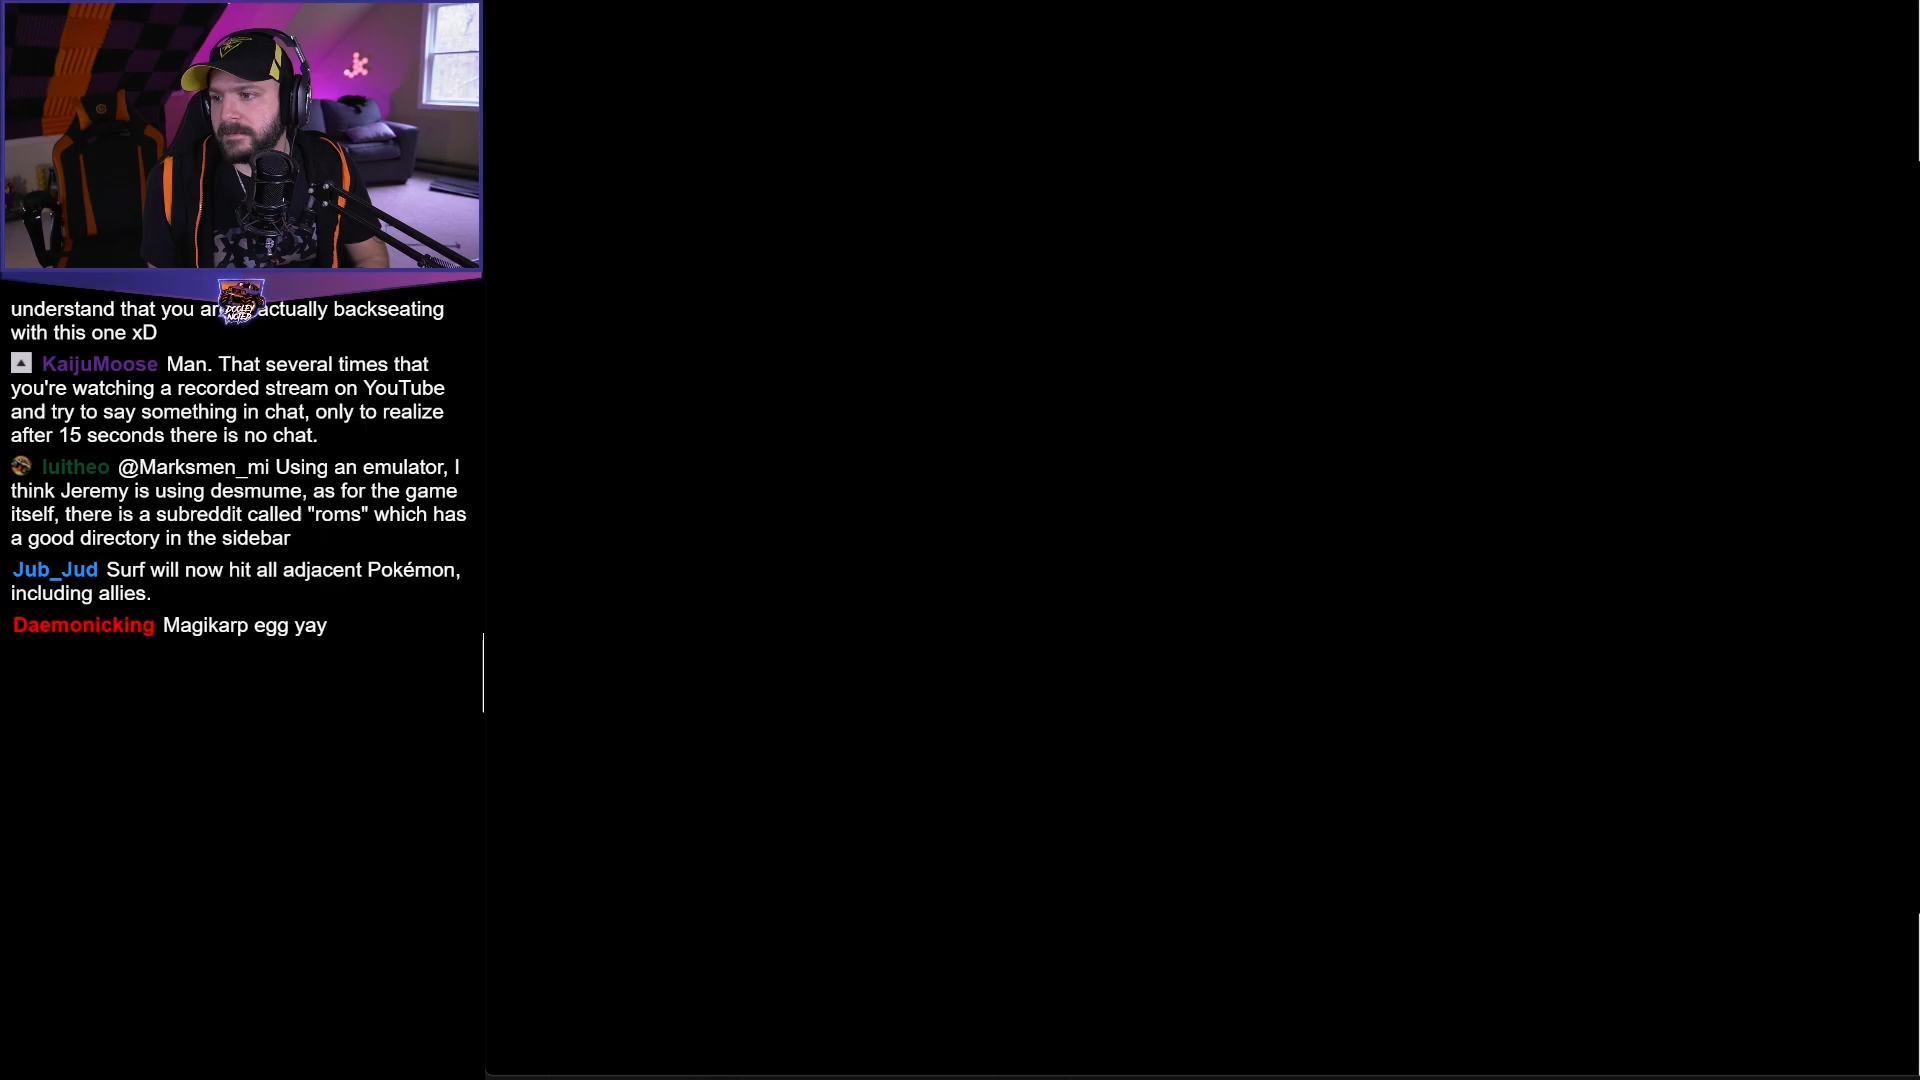 DOOLEY
NOTED
understand that you are actually backseating
with this one xD
KaijuMoose Man. That several times that
you're watching a recorded stream on YouTube
and try to say something in chat, only to realize
after 15 seconds there is no chat.
luitheo @Marksmen_mi Using an emulator, I
think Jeremy is using desmume, as for the game
itself, there is a subreddit called "roms" which has
a good directory in the sidebar
Jub_Jud Surf will now hit all adjacent Pokémon,
including allies.
Daemonicking Magikarp egg yay